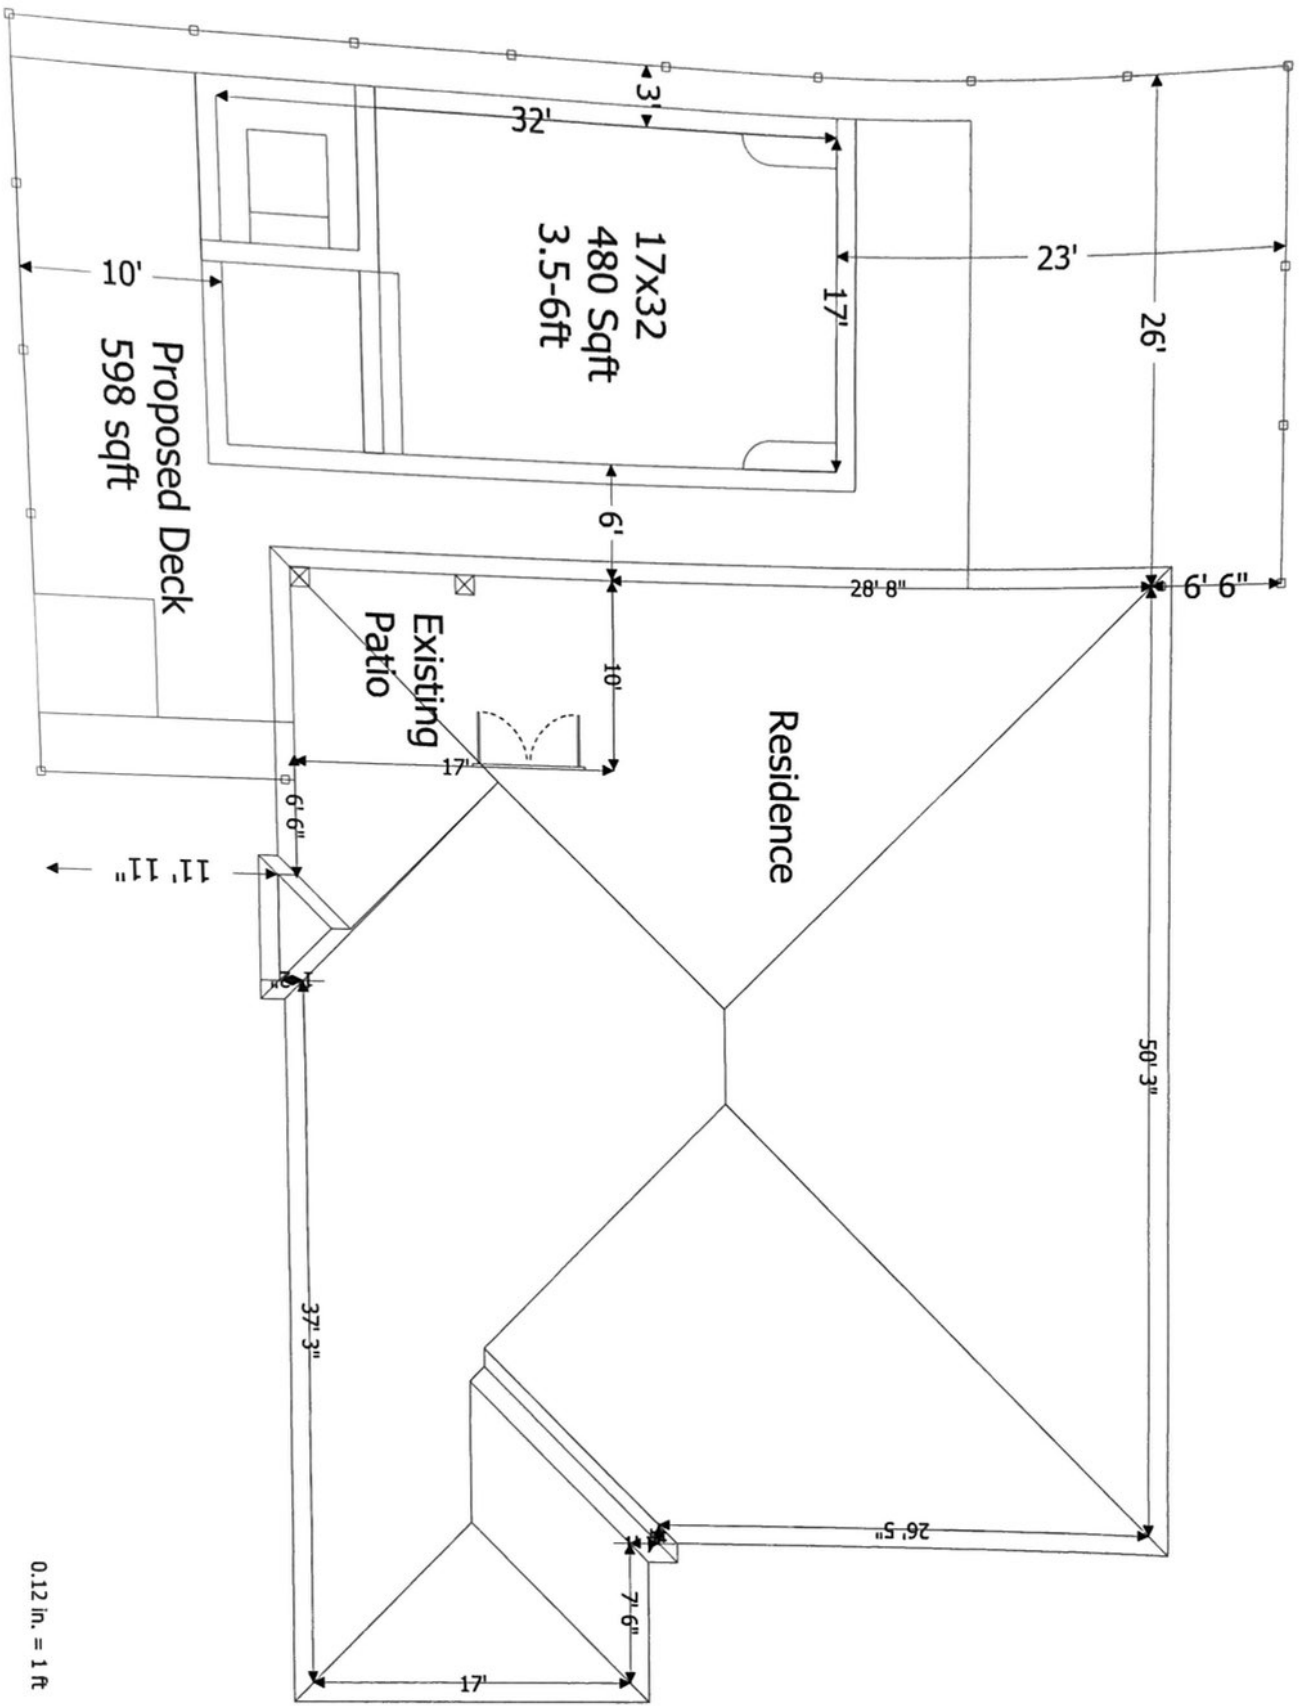 3'
32'
17x32
480 Sqft
3.5-6ft
17'
23'
26'
10'
Proposed Deck
598 sqft
6'
28' 8"
6' 6"
Existing
Patio
10'
Residence
17'
6' 6"
11' 11"
50' 3"
37' 3"
26' 5"
7' 6"
17'
0.12 in. = 1 ft